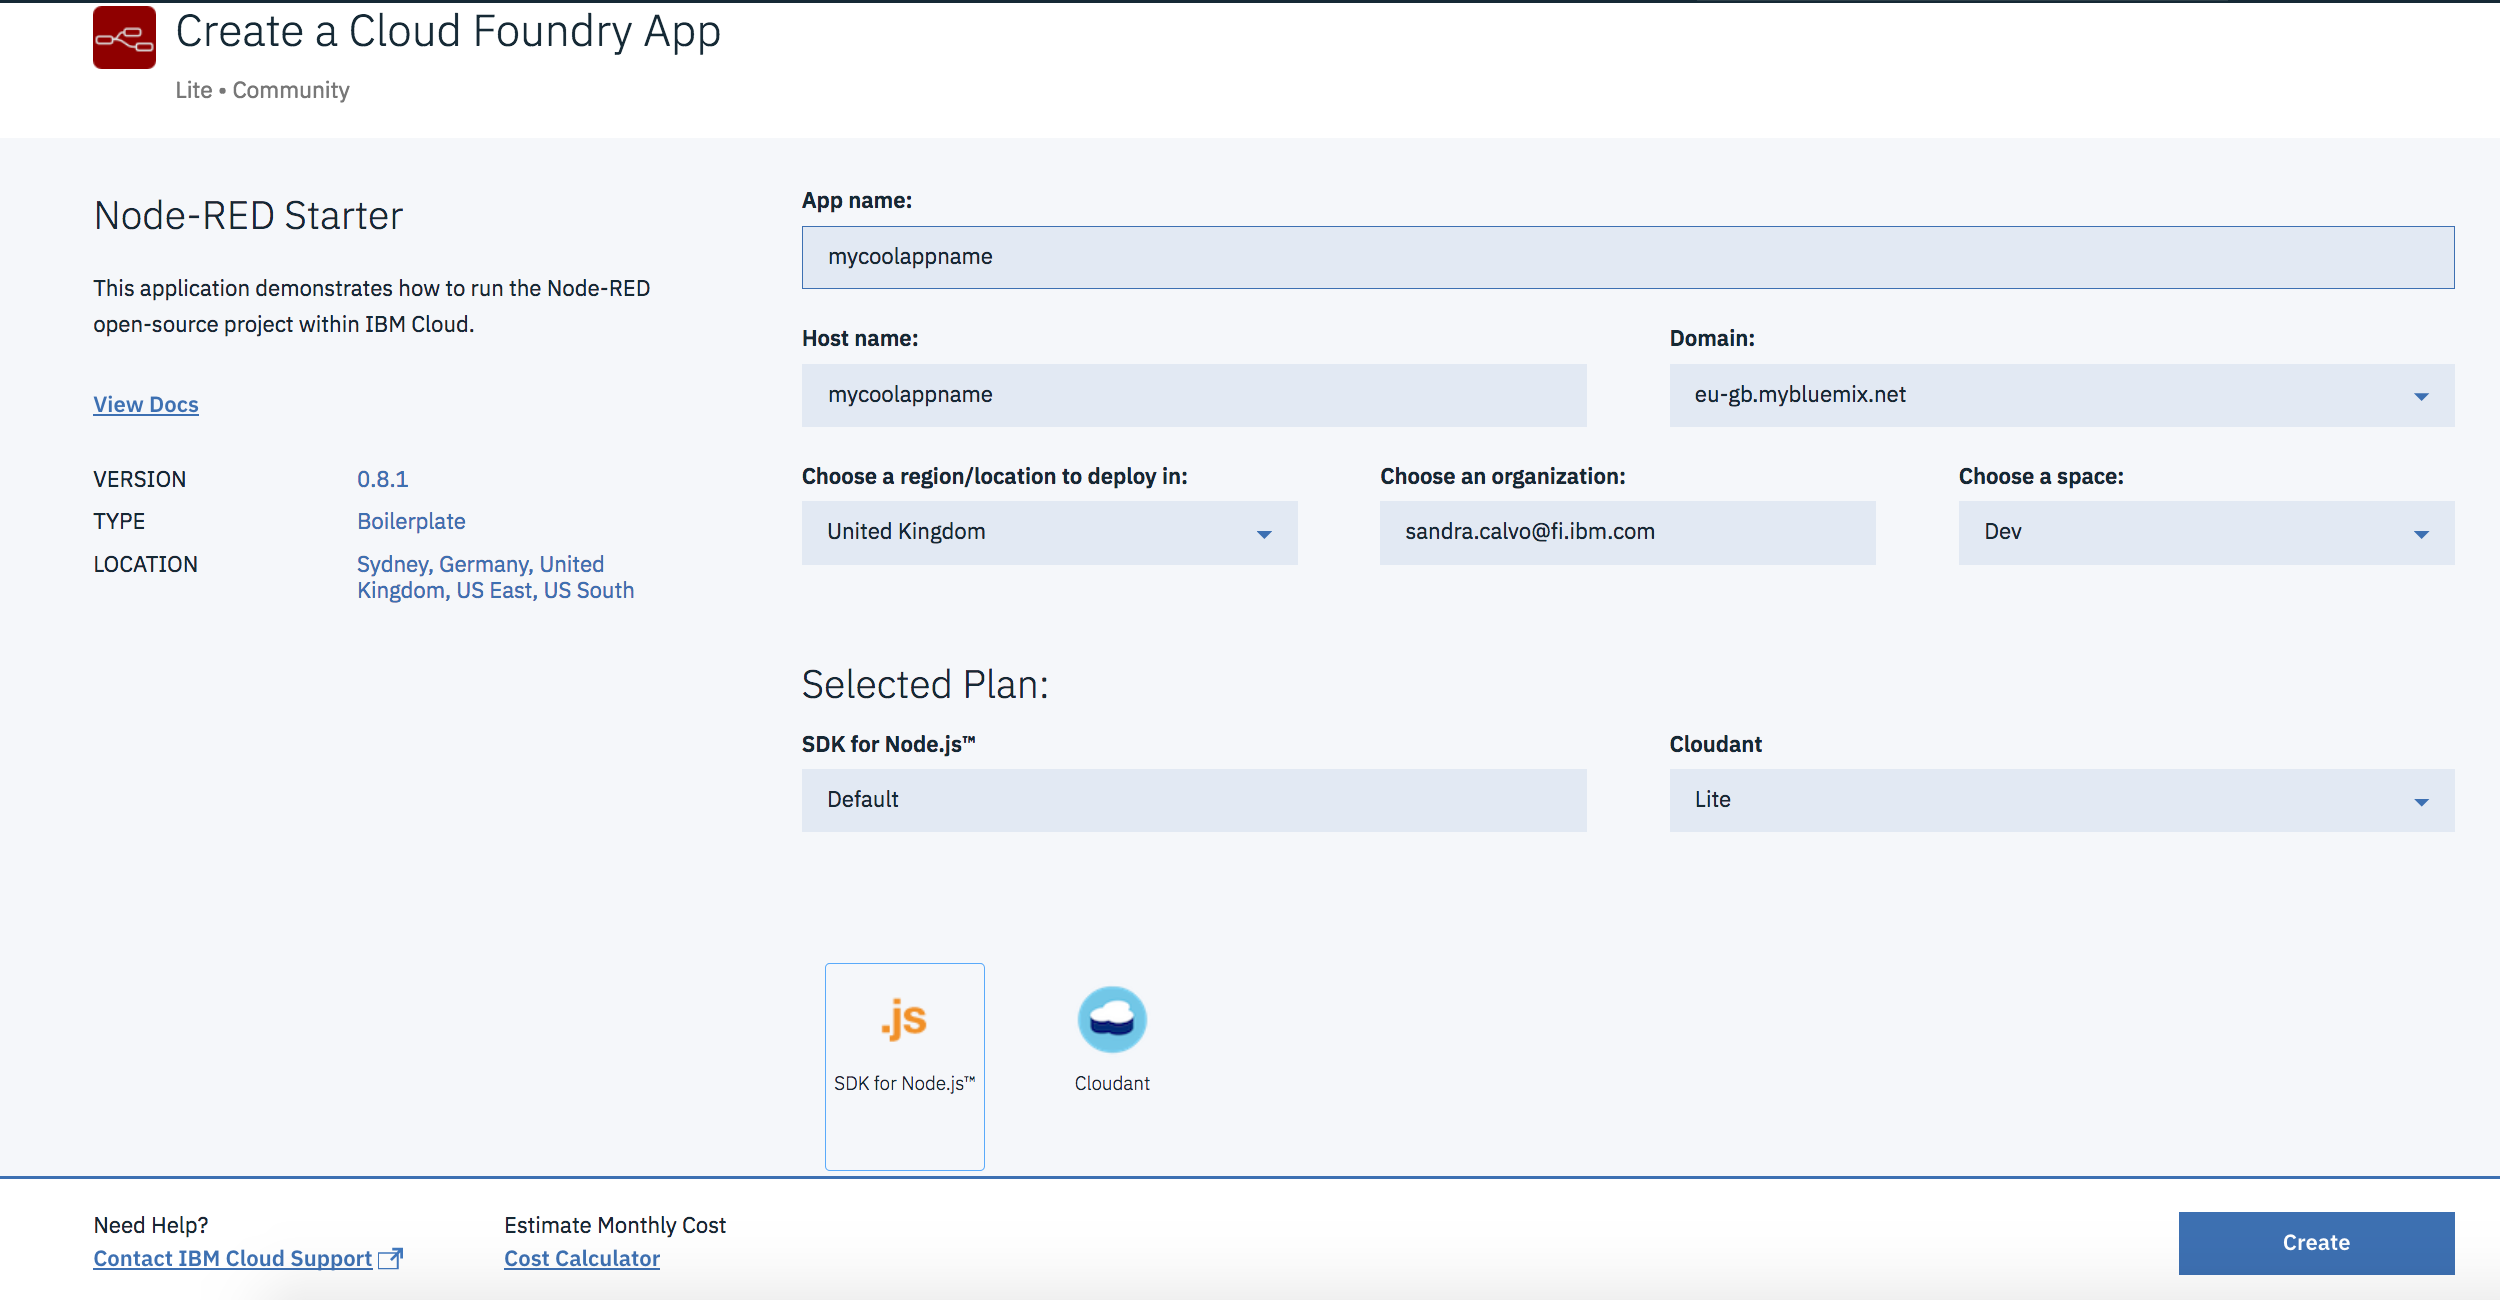 Create a Cloud Foundry App
Lite • Community
Node-RED Starter
This application demonstrates how to run the Node-RED
open-source project within IBM Cloud.
View Docs
VERSION 0.8.1
TYPE Boilerplate
LOCATION Sydney, Germany, United
Kingdom, US East, US South
App name:
mycoolappname
Host name:
mycoolappname
Domain:
eu-gb.mybluemix.net
Choose a region/location to deploy in:
United Kingdom
Choose an organization:
sandra.calvo@fi.ibm.com
Choose a space:
Dev
Selected Plan:
SDK for Node.js™
Default
Cloudant
Lite
.js
SDK for Node.js™
Cloudant
Need Help?
Contact IBM Cloud Support
Estimate Monthly Cost
Cost Calculator
Create